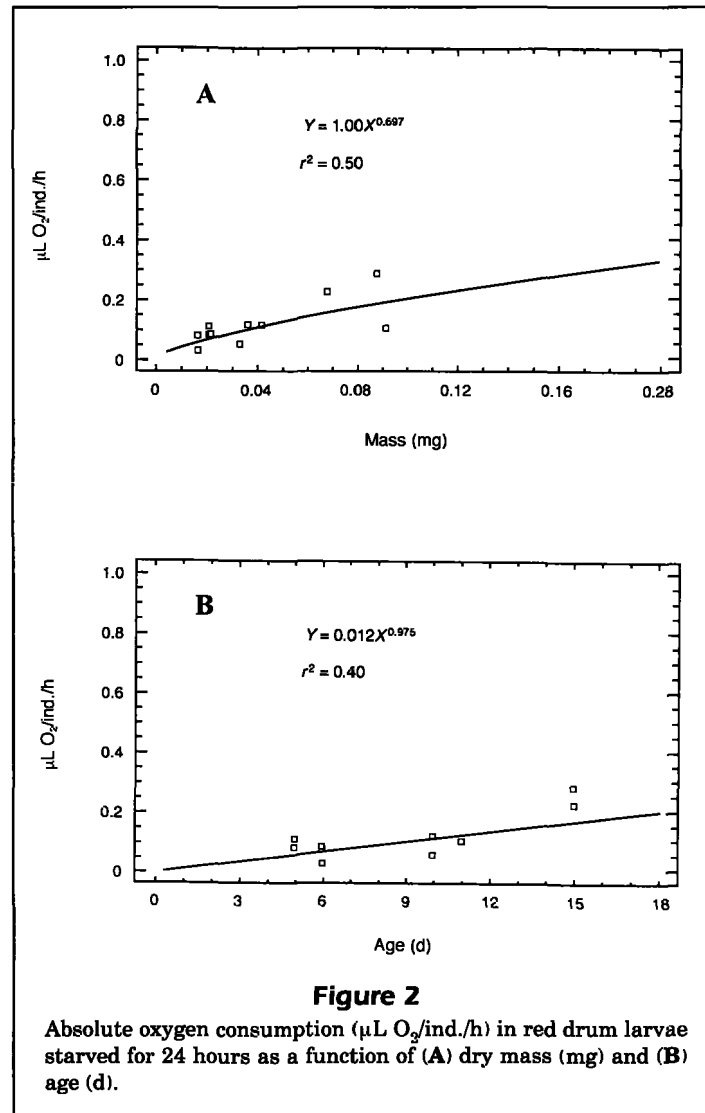 1.0
A
0.8
Y = 1.00X^0.697
0.6
r² = 0.50
µL O₂/ind./h
0.4
0.2
0
0 0.04 0.08 0.12 0.16 0.28
Mass (mg)
1.0
B
0.8
Y = 0.012X^0.975
0.6
r² = 0.40
µL O₂/ind./h
0.4
0.2
0
0 3 6 9 12 15 18
Age (d)
Figure 2
Absolute oxygen consumption (µL O₂/ind./h) in red drum larvae
starved for 24 hours as a function of (A) dry mass (mg) and (B)
age (d).